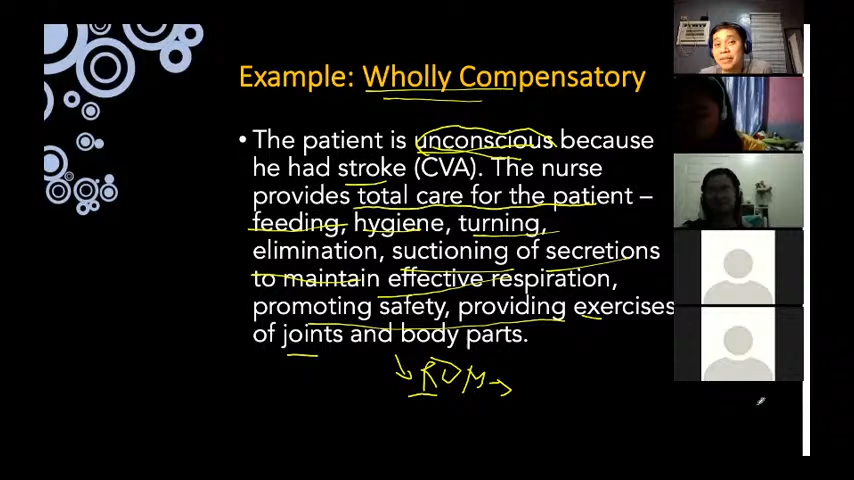 Example: Wholly Compensatory
• The patient is unconscious because
he had stroke (CVA). The nurse
provides total care for the patient –
feeding, hygiene, turning,
elimination, suctioning of secretions
to maintain effective respiration,
promoting safety, providing exercises
of joints and body parts.
ROM